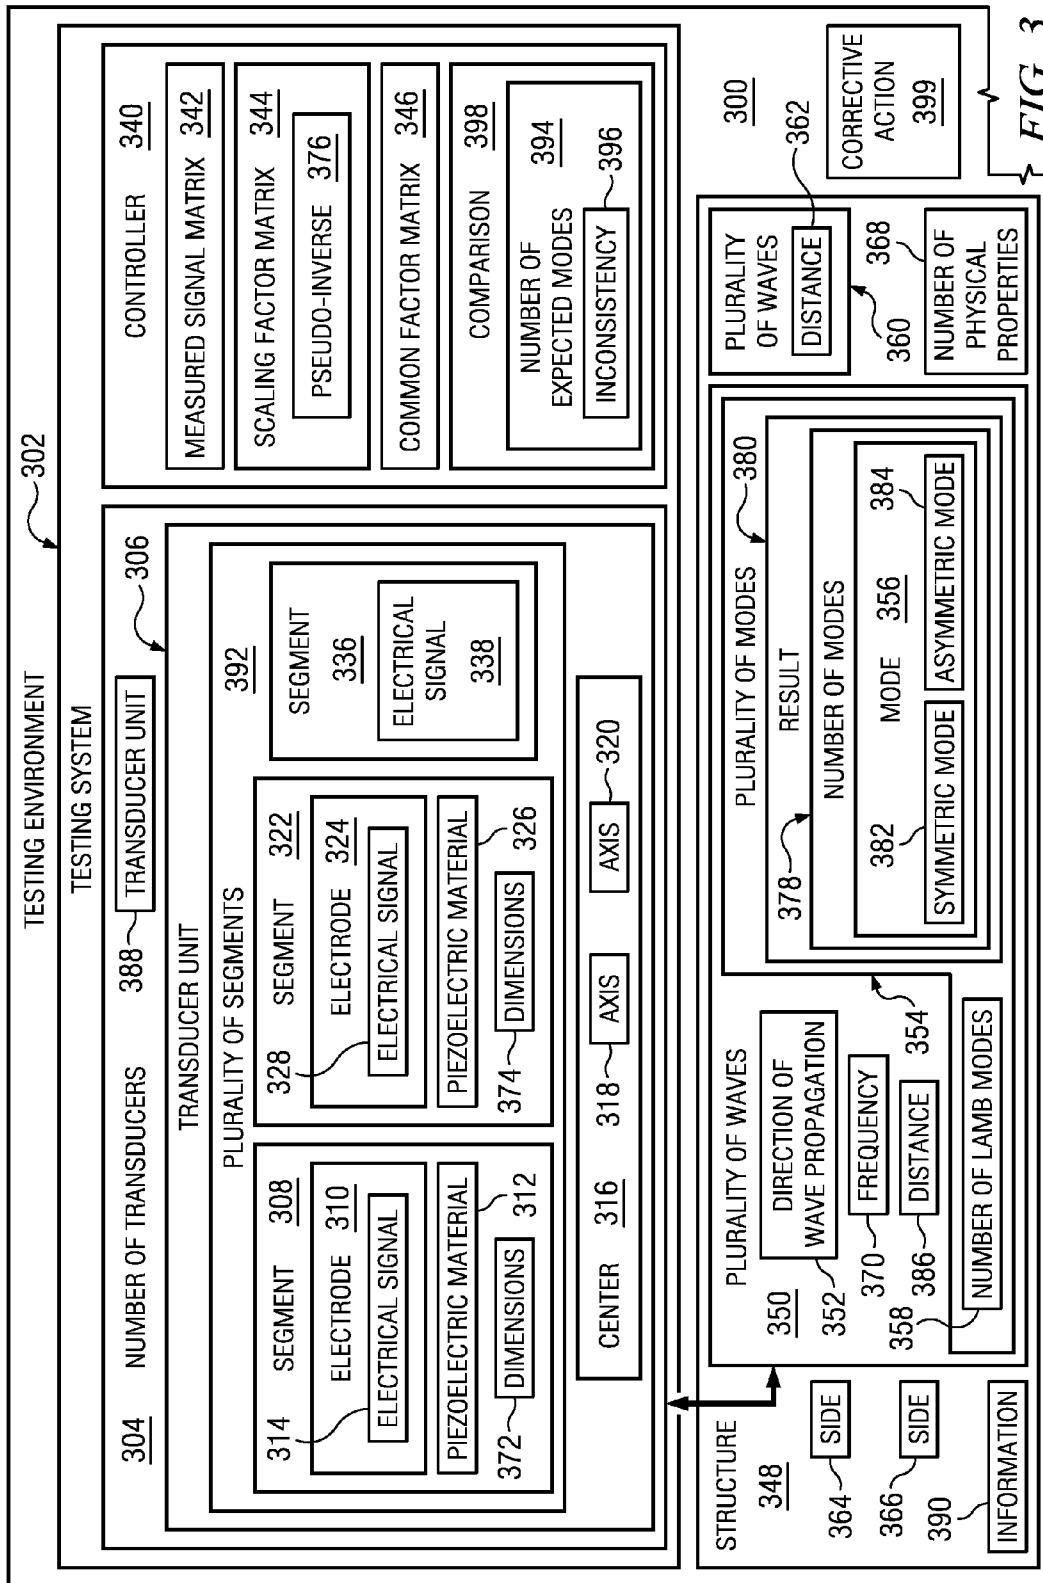 TESTING ENVIRONMENT
302
TESTING SYSTEM
304
NUMBER OF TRANSDUCERS
388
TRANSDUCER UNIT
306
TRANSDUCER UNIT
PLURALITY OF SEGMENTS
392
SEGMENT
308
314
ELECTRODE
310
ELECTRICAL SIGNAL
PIEZOELECTRIC MATERIAL
312
372
DIMENSIONS
SEGMENT
322
328
ELECTRODE
324
ELECTRICAL SIGNAL
PIEZOELECTRIC MATERIAL
326
374
DIMENSIONS
SEGMENT
336
ELECTRICAL
SIGNAL
338
CENTER
316
318
AXIS
AXIS
320
CONTROLLER
340
MEASURED SIGNAL MATRIX
342
SCALING FACTOR MATRIX
344
PSEUDO-INVERSE
376
COMMON FACTOR MATRIX
346
COMPARISON
398
NUMBER OF
EXPECTED MODES
394
INCONSISTENCY
396
STRUCTURE
348
364
SIDE
366
SIDE
390
INFORMATION
PLURALITY OF WAVES
350
352
DIRECTION OF
WAVE PROPAGATION
370
FREQUENCY
386
DISTANCE
354
358
NUMBER OF LAMB MODES
PLURALITY OF MODES
380
RESULT
378
NUMBER OF MODES
MODE
356
382
SYMMETRIC MODE
384
ASYMMETRIC MODE
PLURALITY
OF WAVES
DISTANCE
362
360
368
NUMBER OF
PHYSICAL
PROPERTIES
300
CORRECTIVE
ACTION
399
FIG. 3